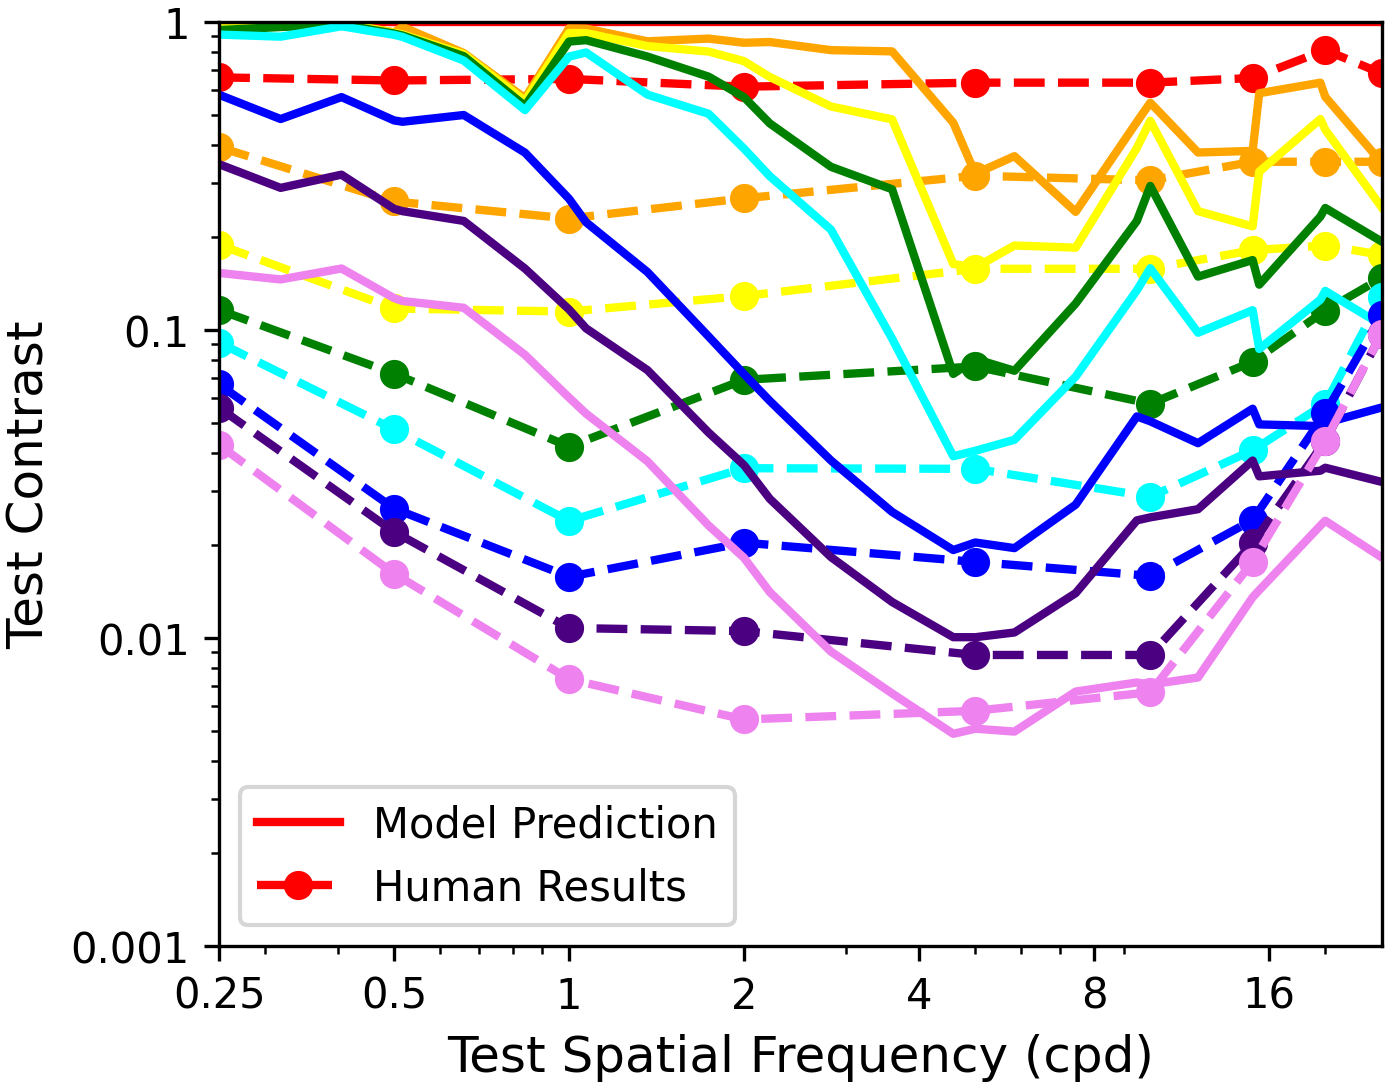 1
0.1
0.01
0.001
Test Contrast
Model Prediction
Human Results
0.25 0.5 1 2 4 8 16
Test Spatial Frequency (cpd)